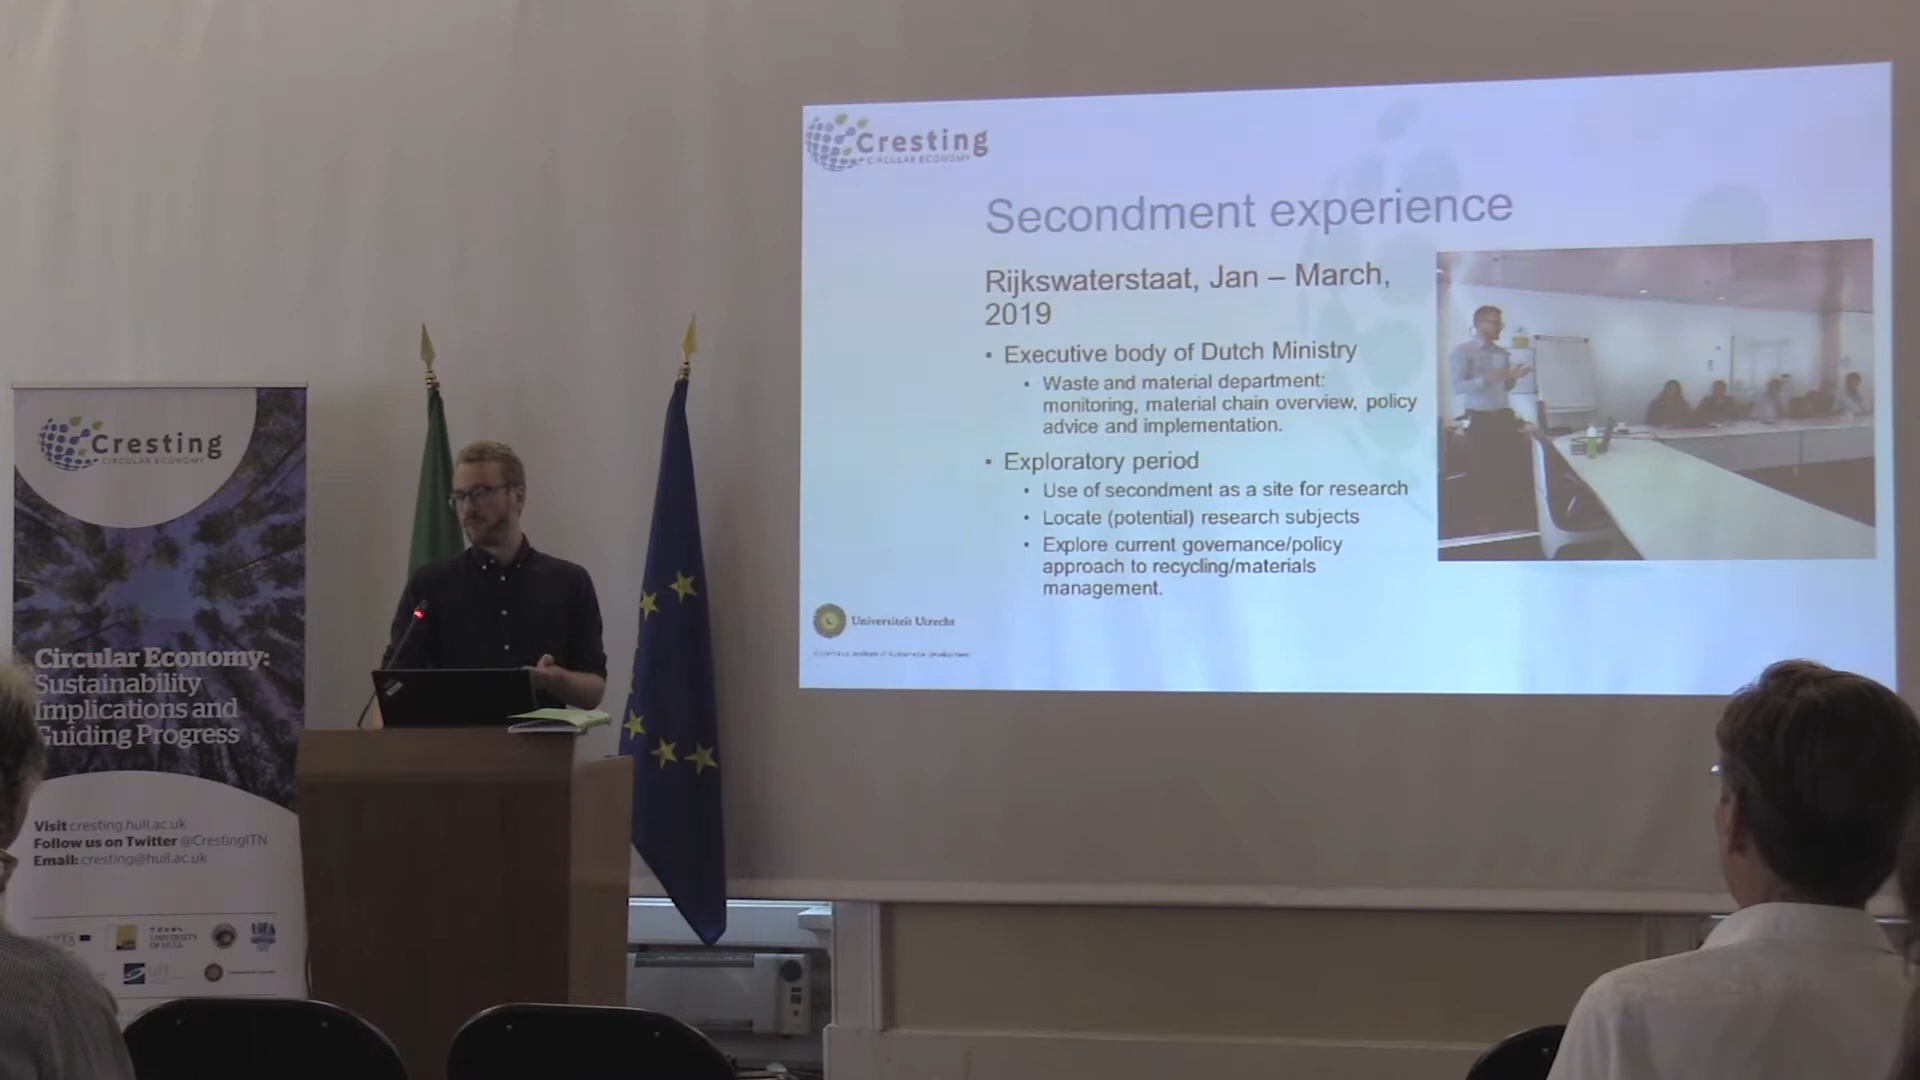 Cresting
CIRCULAR ECONOMY
Secondment experience
Rijkswaterstaat, Jan – March,
2019
• Executive body of Dutch Ministry
• Waste and material department:
monitoring, material chain overview, policy
advice and implementation.
• Exploratory period
• Use of secondment as a site for research
• Locate (potential) research subjects
• Explore current governance/policy
approach to recycling/materials
management.
Universiteit Utrecht
Cresting
CIRCULAR ECONOMY
Circular Economy:
Sustainability
Implications and
Guiding Progress
Visit cresting.hull.ac.uk
Follow us on Twitter @CrestingITN
Email: cresting@hull.ac.uk
UNIVERSITY
OF HULL